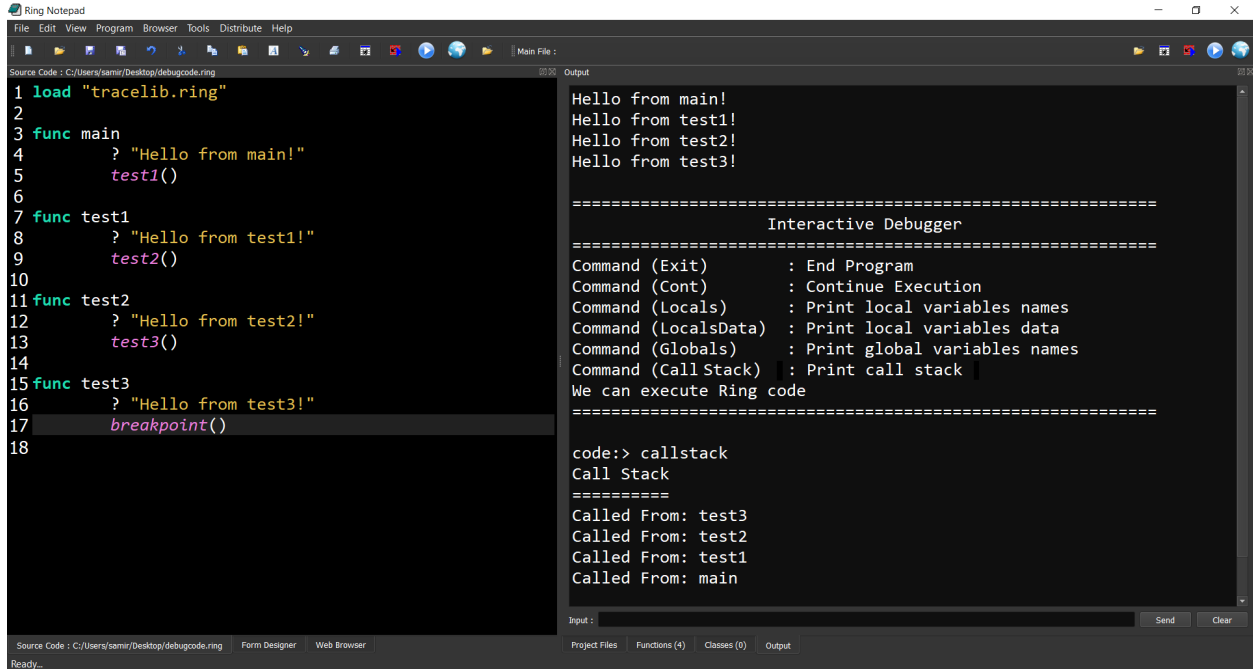 Ring Notepad
File Edit View Program Browser Tools Distribute Help
Main File :
Source Code : C:/Users/samir/Desktop/debugcode.ring
1 load "tracelib.ring"
2
3 func main
4 ? "Hello from main!"
5 test1()
6
7 func test1
8 ? "Hello from test1!"
9 test2()
10
11 func test2
12 ? "Hello from test2!"
13 test3()
14
15 func test3
16 ? "Hello from test3!"
17 breakpoint()
18
Source Code : C:/Users/samir/Desktop/debugcode.ring Form Designer Web Browser
Output
Hello from main!
Hello from test1!
Hello from test2!
Hello from test3!
============================================================
Interactive Debugger
============================================================
Command (Exit) : End Program
Command (Cont) : Continue Execution
Command (Locals) : Print local variables names
Command (LocalsData) : Print local variables data
Command (Globals) : Print global variables names
Command (CallStack) : Print call stack
We can execute Ring code
============================================================
code:> callstack
Call Stack
==========
Called From: test3
Called From: test2
Called From: test1
Called From: main
Input : Send Clear
Project Files Functions (4) Classes (0) Output
Ready...